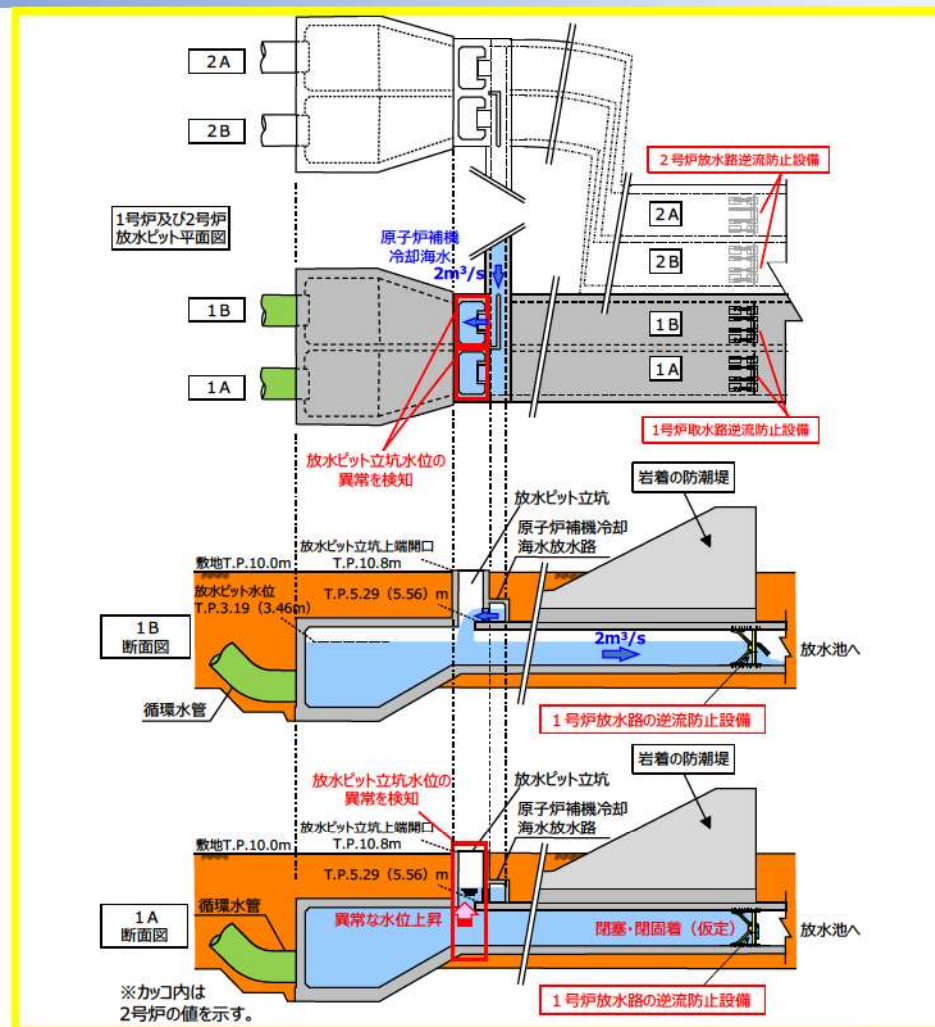 2A
2B
2号炉放水路逆流防止設備
1号炉及び2号炉
放水ピット平面図
原子炉補機
冷却海水
2m³/s
2A
2B
1B
1A
1B
1A
1号炉取水路逆流防止設備
放水ピット立坑水位の
異常を検知
岩着の防潮堤
放水ピット立坑
原子炉補機冷却
海水放水路
放水ピット立坑上端開口
T.P.10.8m
敷地T.P.10.0m
放水ピット水位
T.P.3.19（3.46m）
T.P.5.29（5.56）m
1B
断面図
2m³/s
放水池へ
循環水管
1号炉放水路の逆流防止設備
岩着の防潮堤
放水ピット立坑水位の
異常を検知
放水ピット立坑
原子炉補機冷却
海水放水路
放水ピット立坑上端開口
T.P.10.8m
敷地T.P.10.0m
T.P.5.29（5.56）m
循環水管
1A
断面図
異常な水位上昇
閉塞・閉固着（仮定）
放水池へ
1号炉放水路の逆流防止設備
※カッコ内は
2号炉の値を示す。